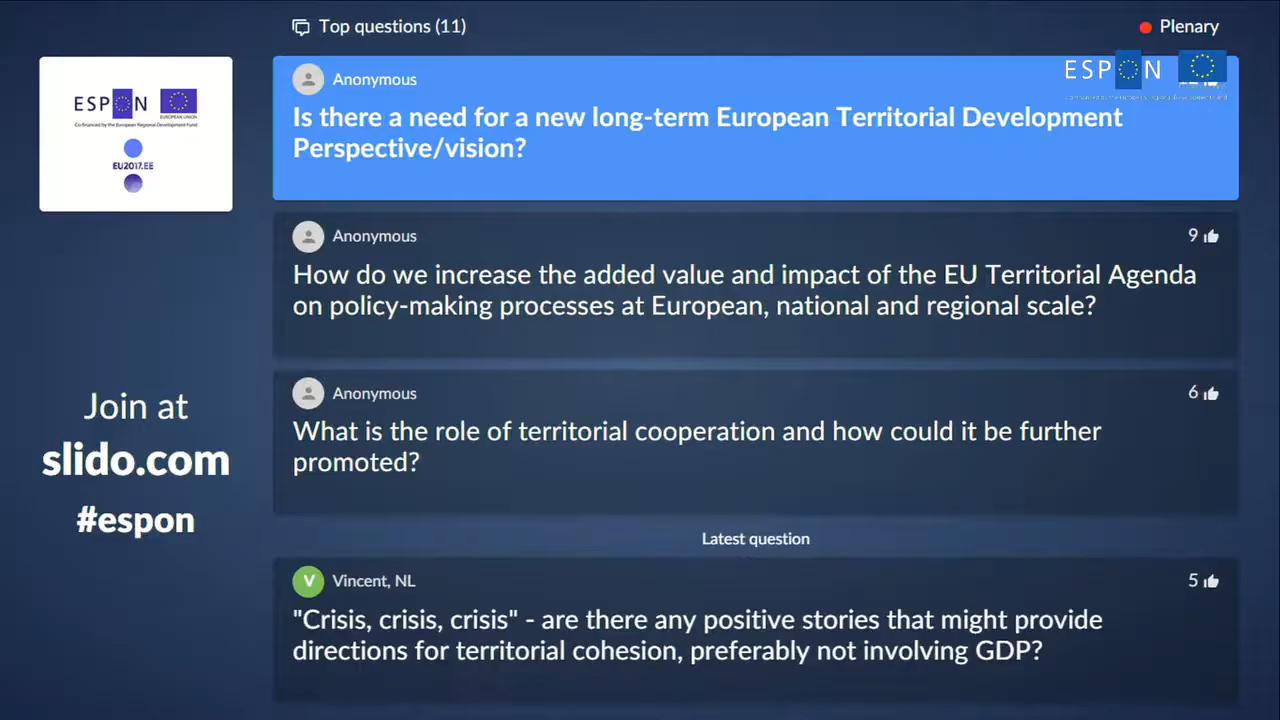 Top questions (11)
Plenary
ESPON
EUROPEAN UNION
Co-financed by the European Regional Development Fund
EU2017.EE
Join at
slido.com
#espon
Anonymous
ESPON
Is there a need for a new long-term European Territorial Development
Perspective/vision?
Anonymous
9
How do we increase the added value and impact of the EU Territorial Agenda
on policy-making processes at European, national and regional scale?
Anonymous
6
What is the role of territorial cooperation and how could it be further
promoted?
Latest question
V
Vincent, NL
5
"Crisis, crisis, crisis" - are there any positive stories that might provide
directions for territorial cohesion, preferably not involving GDP?